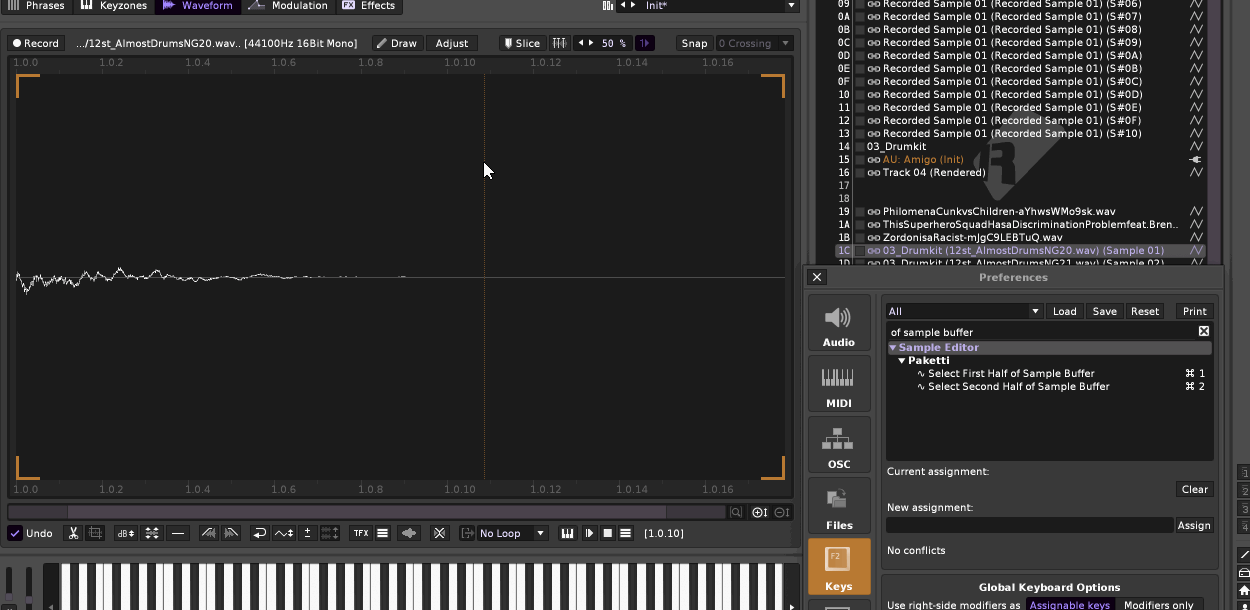 Phrases Keyzones Waveform Modulation FX Effects Init*
Record .../12st_AlmostDrumsNG20.wav.. [44100Hz 16Bit Mono] Draw Adjust Slice 50 % Snap 0 Crossing
1.0.0 1.0.2 1.0.4 1.0.6 1.0.8 1.0.10 1.0.12 1.0.14 1.0.16
1.0.0 1.0.2 1.0.4 1.0.6 1.0.8 1.0.10 1.0.12 1.0.14 1.0.16
Undo dB TFX No Loop [1.0.10]
09 Recorded Sample 01 (Recorded Sample 01) (S#06)
0A Recorded Sample 01 (Recorded Sample 01) (S#07)
0B Recorded Sample 01 (Recorded Sample 01) (S#08)
0C Recorded Sample 01 (Recorded Sample 01) (S#09)
0D Recorded Sample 01 (Recorded Sample 01) (S#0A)
0E Recorded Sample 01 (Recorded Sample 01) (S#0B)
0F Recorded Sample 01 (Recorded Sample 01) (S#0C)
10 Recorded Sample 01 (Recorded Sample 01) (S#0D)
11 Recorded Sample 01 (Recorded Sample 01) (S#0E)
12 Recorded Sample 01 (Recorded Sample 01) (S#0F)
13 Recorded Sample 01 (Recorded Sample 01) (S#10)
14 03_Drumkit
15 AU: Amigo (Init)
16 Track 04 (Rendered)
17
18
19 PhilomenaCunkvsChildren-aYhwsWMo9sk.wav
1A ThisSuperheroSquadHasaDiscriminationProblemfeat.Bren..
1B ZordonisaRacist-mJgC9LEBTuQ.wav
1C 03_Drumkit (12st_AlmostDrumsNG20.wav) (Sample 01)
1D 03_Drumkit (12st_AlmostDrumsNG21.wav) (Sample 02)
Preferences
Audio
MIDI
OSC
Files
F2
Keys
All Load Save Reset Print
of sample buffer
Sample Editor
Paketti
Select First Half of Sample Buffer ⌘ 1
Select Second Half of Sample Buffer ⌘ 2
Current assignment:
Clear
New assignment:
Assign
No conflicts
Global Keyboard Options
Use right-side modifiers as Assignable keys Modifiers only